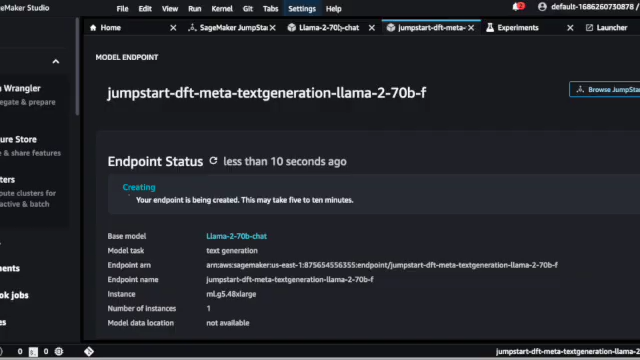 SageMaker Studio
File Edit View Run Kernel Git Tabs Settings Help
2
default-1686260730878 /
Home
SageMaker JumpSta
Llama-2-70b-chat
jumpstart-dft-meta-
Experiments
Launcher
MODEL ENDPOINT
jumpstart-dft-meta-textgeneration-llama-2-70b-f
Browse JumpStar
Wrangler
egate & prepare
ure Store
& share features
ters
pute clusters for
active & batch
ments
ok jobs
es
Endpoint Status less than 10 seconds ago
Creating
Your endpoint is being created. This may take five to ten minutes.
Base model Llama-2-70b-chat
Model task text generation
Endpoint arn arn:aws:sagemaker:us-east-1:875654556355:endpoint/jumpstart-dft-meta-textgeneration-llama-2-70b-f
Endpoint name jumpstart-dft-meta-textgeneration-llama-2-70b-f
Instance ml.g5.48xlarge
Number of instances 1
Model data location not available
0 0
jumpstart-dft-meta-textgeneration-llama-2